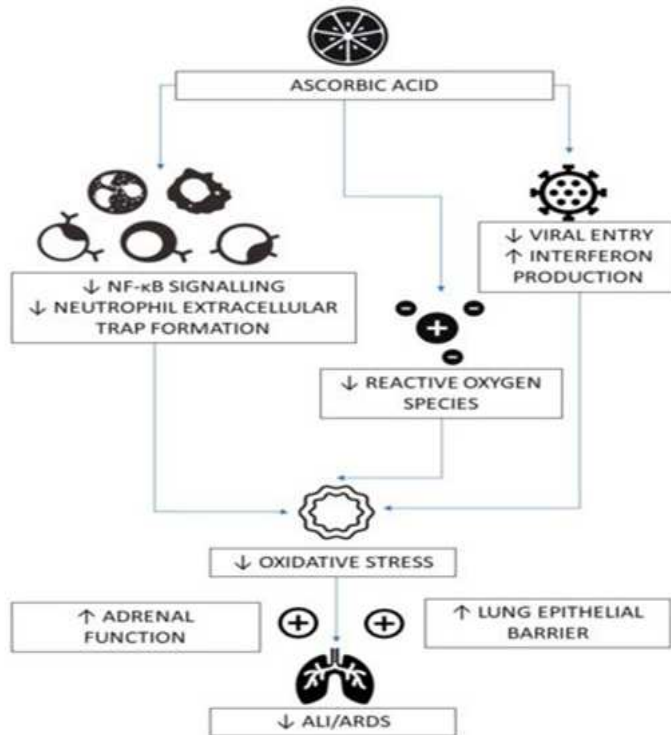 ASCORBIC ACID
↓ NF-κB SIGNALLING
↓ NEUTROPHIL EXTRACELLULAR
TRAP FORMATION
↓ VIRAL ENTRY
↑ INTERFERON
PRODUCTION
↓ REACTIVE OXYGEN
SPECIES
↓ OXIDATIVE STRESS
↑ ADRENAL
FUNCTION
↑ LUNG EPITHELIAL
BARRIER
↓ ALI/ARDS